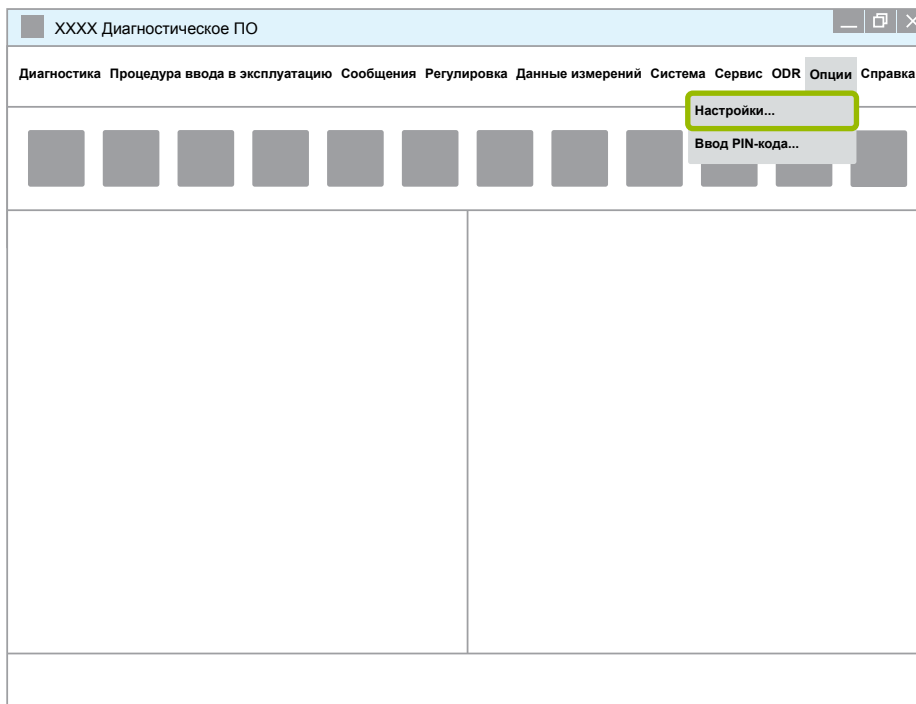 XXXX Диагностическое ПО
Диагностика Процедура ввода в эксплуатацию Сообщения Регулировка Данные измерений Система Сервис ODR Опции Справка
Настройки...
Ввод PIN-кода...